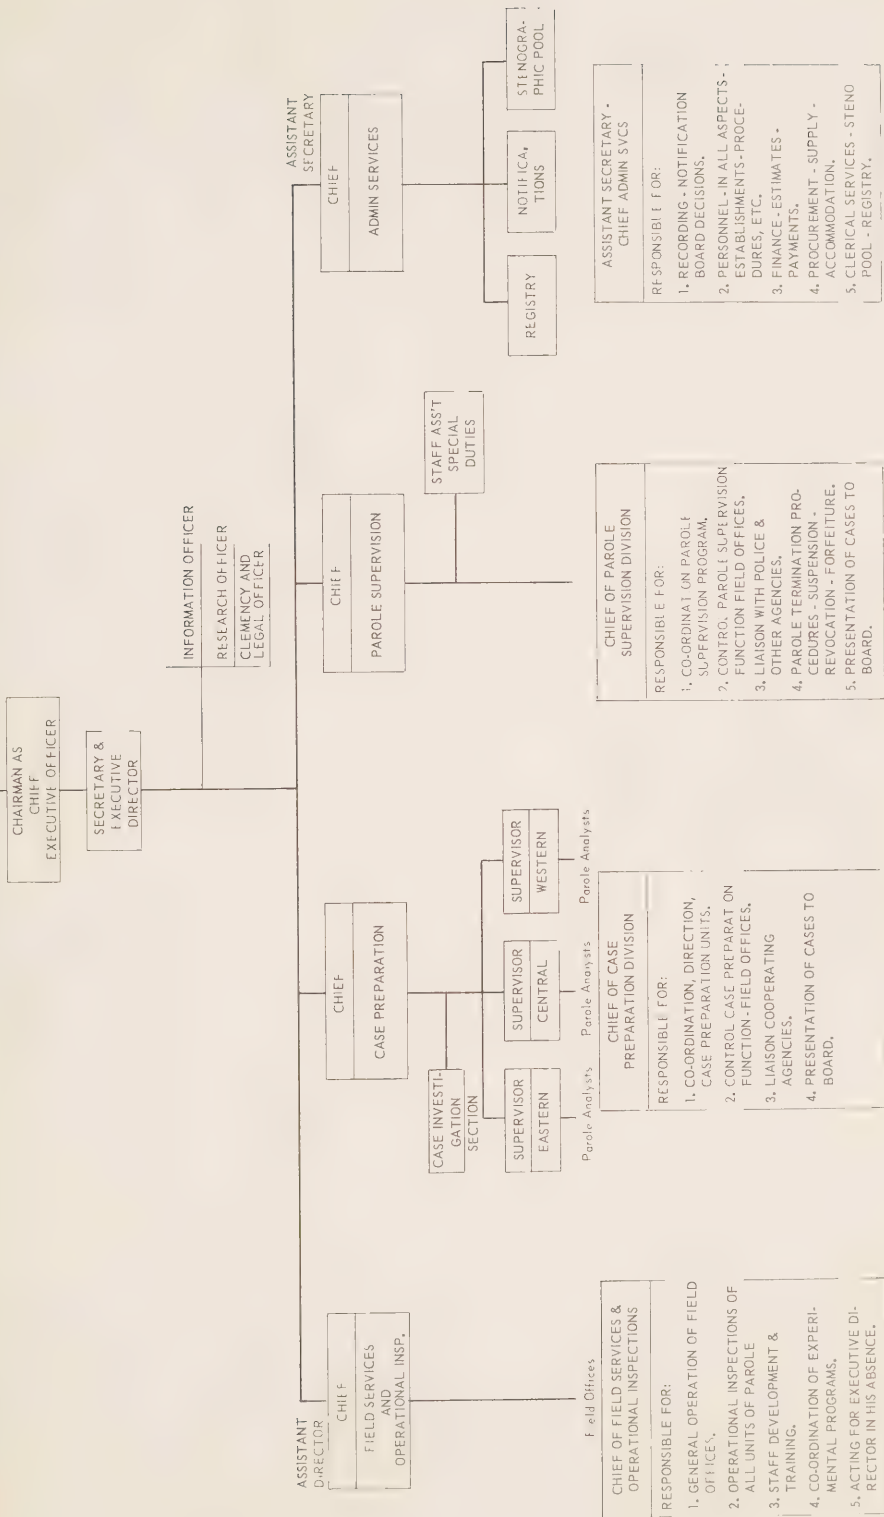 CHAIRMAN AS
CHIEF
EXECUTIVE OFFICER
SECRETARY &
EXECUTIVE
DIRECTOR
INFORMATION OFFICER
RESEARCH OFFICER
CLEMENCY AND
LEGAL OFFICER
ASSISTANT
DIRECTOR
CHIEF
FIELD SERVICES
AND
OPERATIONAL INSP.
CHIEF
CASE PREPARATION
CHIEF
PAROLE SUPERVISION
ASSISTANT
SECRETARY
CHIEF
ADMIN SERVICES
CASE INVESTI-
GATION
SECTION
STAFF ASS'T
SPECIAL
DUTIES
SUPERVISOR
EASTERN
SUPERVISOR
CENTRAL
SUPERVISOR
WESTERN
REGISTRY
NOTIFICA,
TIONS
STENOGRA-
PHIC POOL
Field Offices
Parole Analysts
Parole Analysts
Parole Analysts
CHIEF OF FIELD SERVICES &
OPERATIONAL INSPECTIONS
RESPONSIBLE FOR:
1. GENERAL OPERATION OF FIELD
OFFICES.
2. OPERATIONAL INSPECTIONS OF
ALL UNITS OF PAROLE
3. STAFF DEVELOPMENT &
TRAINING.
4. CO-ORDINATION OF EXPERI-
MENTAL PROGRAMS.
5. ACTING FOR EXECUTIVE DI-
RECTOR IN HIS ABSENCE.
CHIEF OF CASE
PREPARATION DIVISION
RESPONSIBLE FOR:
1. CO-ORDINATION, DIRECTION,
CASE PREPARATION UNITS.
2. CONTROL CASE PREPARATION
FUNCTION-FIELD OFFICES.
3. LIAISON COOPERATING
AGENCIES.
4. PRESENTATION OF CASES TO
BOARD.
CHIEF OF PAROLE
SUPERVISION DIVISION
RESPONSIBLE FOR:
1. CO-ORDINATION PAROLE
SUPERVISION PROGRAM.
2. CONTROL PAROLE SUPERVISION
FUNCTION FIELD OFFICES.
3. LIAISON WITH POLICE &
OTHER AGENCIES.
4. PAROLE TERMINATION PRO-
CEDURES - SUSPENSION -
REVOCATION - FORFEITURE.
5. PRESENTATION OF CASES TO
BOARD.
ASSISTANT SECRETARY -
CHIEF ADMIN SVCS
RESPONSIBLE FOR:
1. RECORDING - NOTIFICATION
BOARD DECISIONS.
2. PERSONNEL - IN ALL ASPECTS -
ESTABLISHMENTS - PROCE-
DURES, ETC.
3. FINANCE - ESTIMATES -
PAYMENTS.
4. PROCUREMENT - SUPPLY -
ACCOMMODATION.
5. CLERICAL SERVICES - STENO
POOL - REGISTRY.